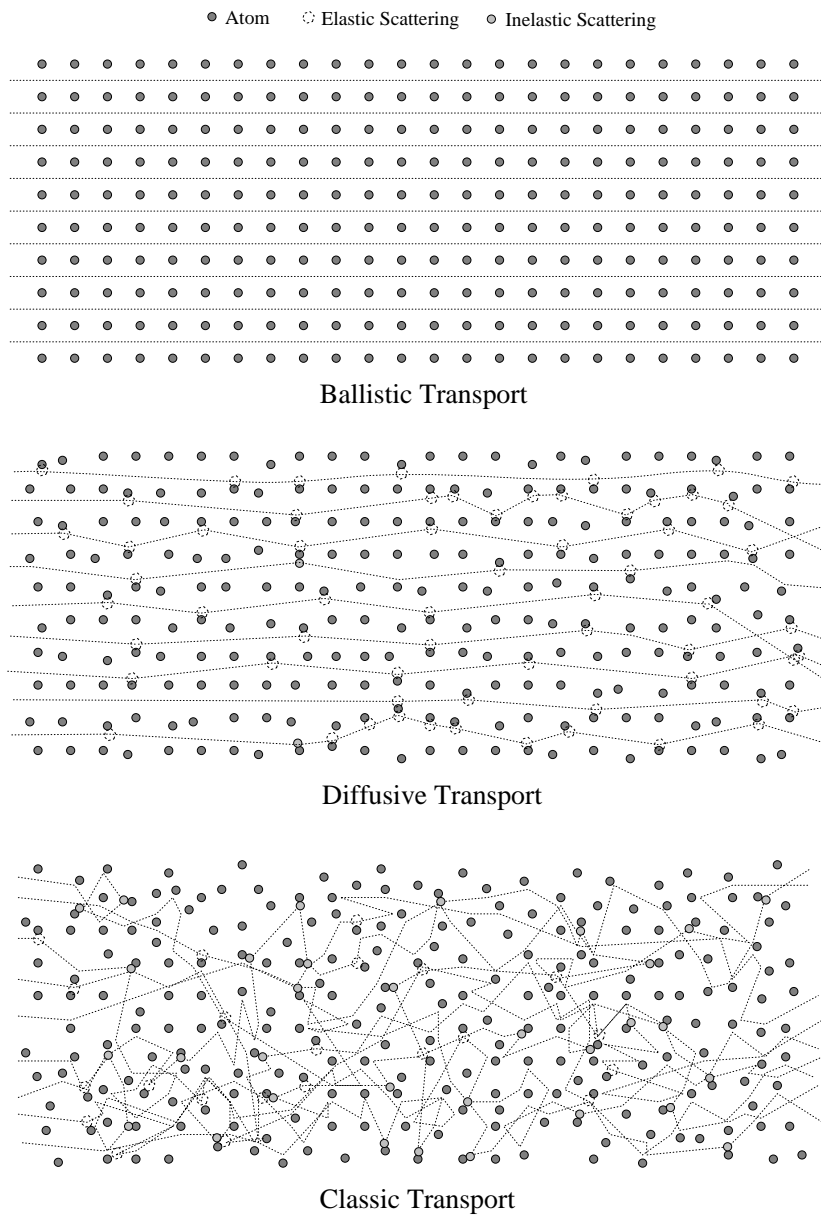 Atom Elastic Scattering Inelastic Scattering
Ballistic Transport
Diffusive Transport
Classic Transport